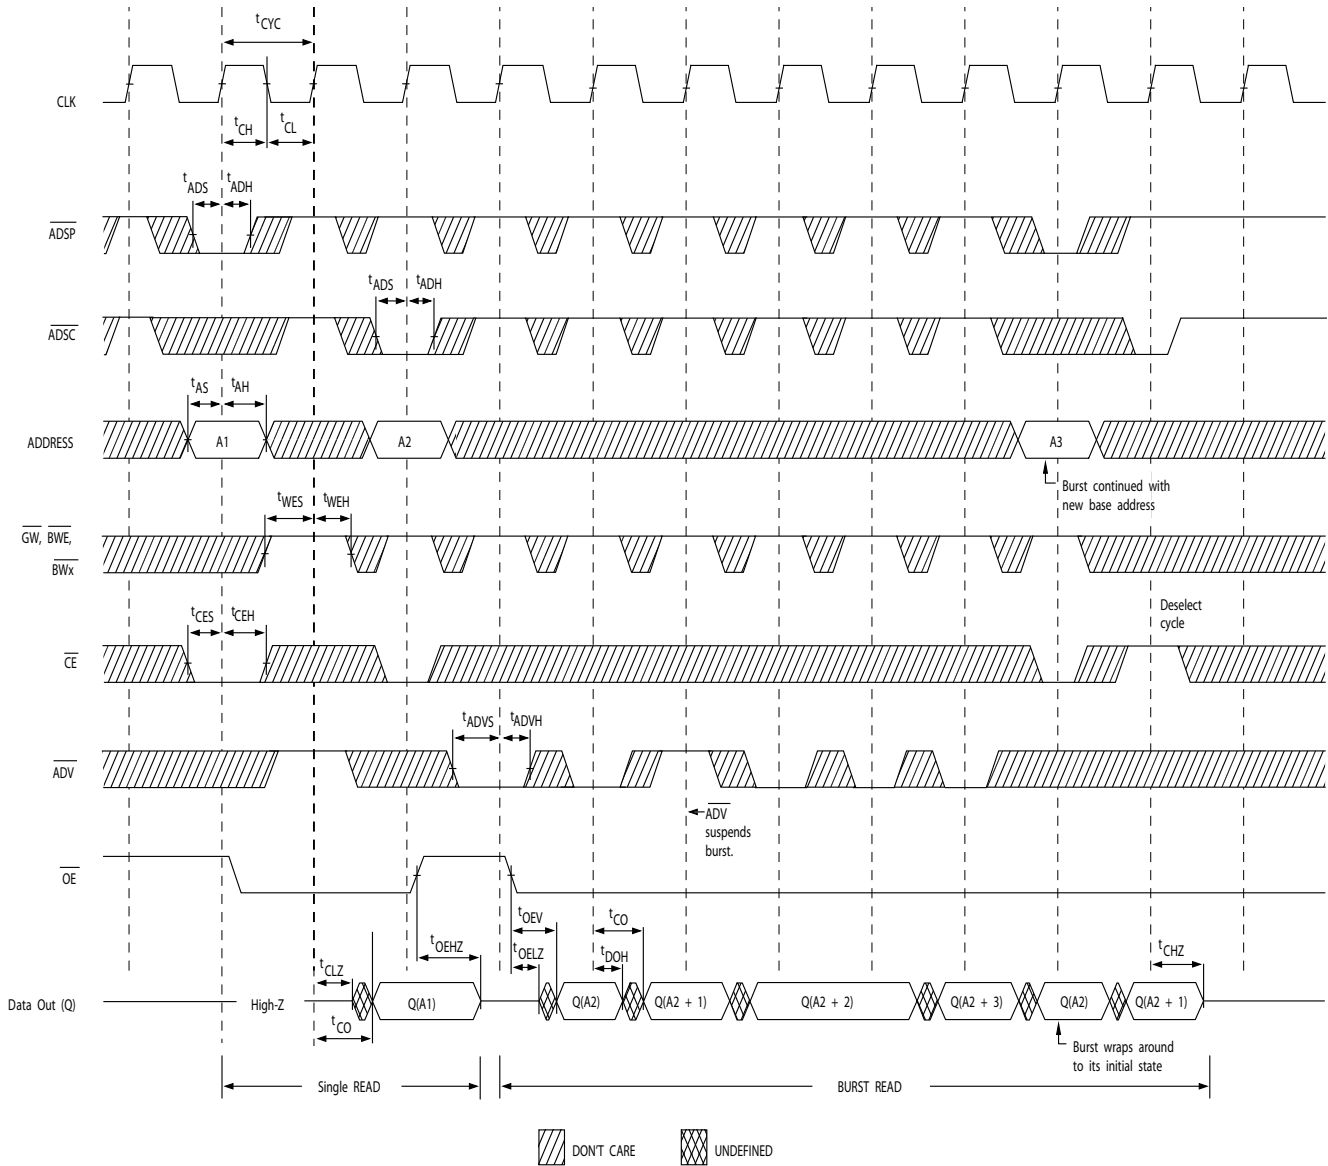 tCYC
CLK
tCH
tCL
tADS
tADH
ADSP
tADS
tADH
ADSC
tAS
tAH
ADDRESS
A1
A2
A3
Burst continued with
new base address
tWES
tWEH
GW, BWE,
BWx
tCES
tCEH
Deselect
cycle
CE
tADVS
tADVH
ADV
ADV
suspends
burst.
OE
tOEV
tCO
tOEHZ
tOELZ
tDOH
tCHZ
tCLZ
Data Out (Q)
High-Z
Q(A1)
Q(A2)
Q(A2 + 1)
Q(A2 + 2)
Q(A2 + 3)
Q(A2)
Q(A2 + 1)
tCO
Burst wraps around
to its initial state
Single READ
BURST READ
DON'T CARE
UNDEFINED